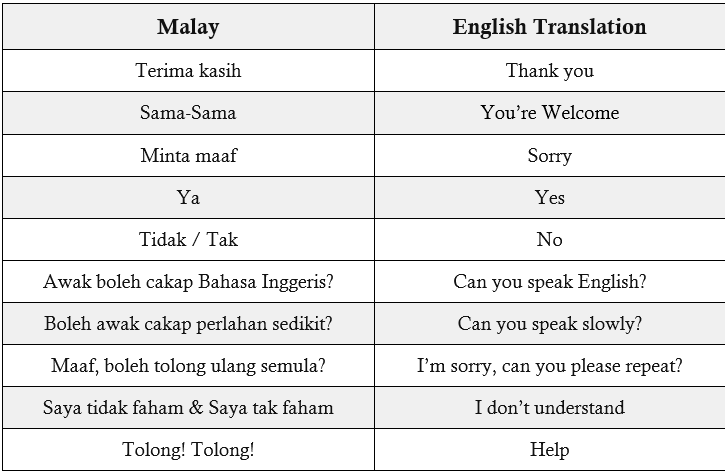 Malay English Translation
Terima kasih Thank you
Sama-Sama You’re Welcome
Minta maaf Sorry
Ya Yes
Tidak / Tak No
Awak boleh cakap Bahasa Inggeris? Can you speak English?
Boleh awak cakap perlahan sedikit? Can you speak slowly?
Maaf, boleh tolong ulang semula? I’m sorry, can you please repeat?
Saya tidak faham & Saya tak faham I don’t understand
Tolong! Tolong! Help